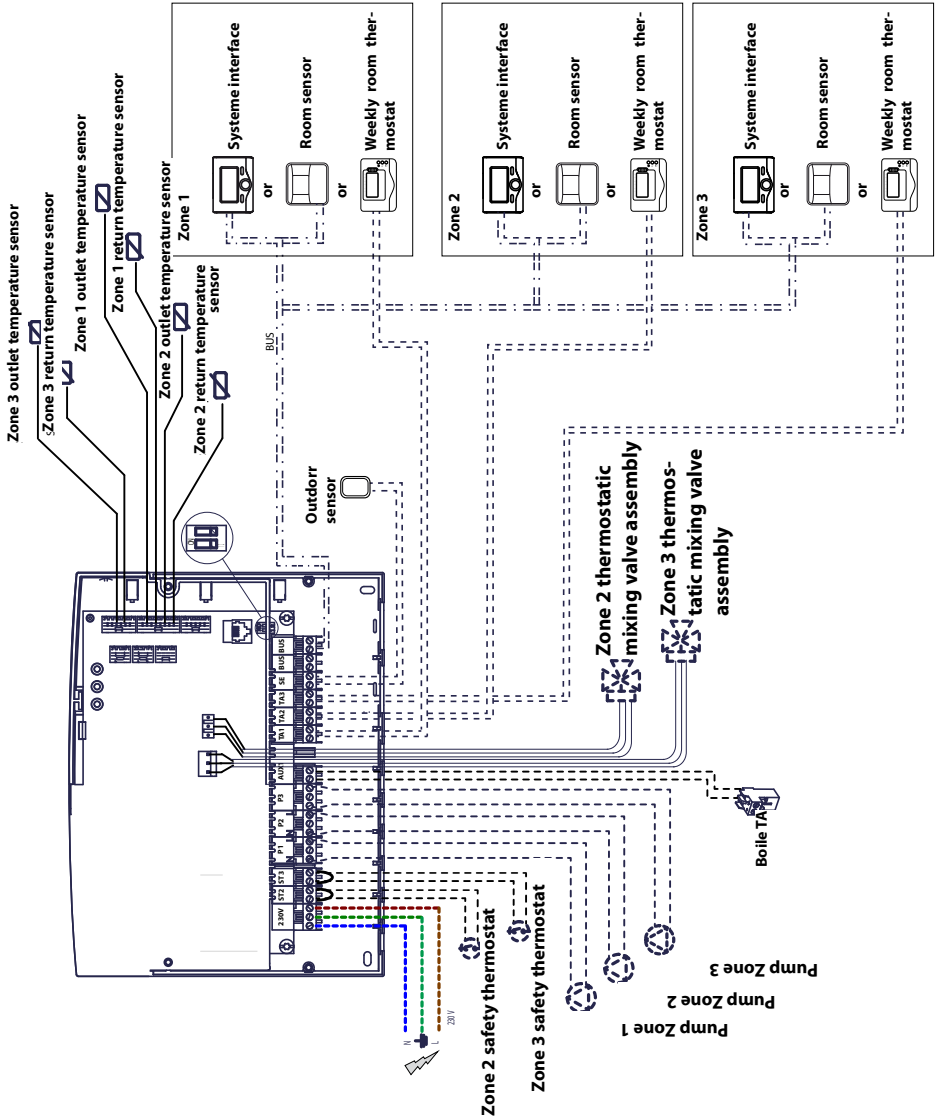 Zone 3 outlet temperature sensor
Zone 3 return temperature sensor
Zone 1 outlet temperature sensor
Zone 1 return temperature sensor
Zone 2 outlet temperature sensor
Zone 2 return temperature
sensor
Zone 1
Systeme interface
or
Room sensor
or
Weekly room ther-
mostat
Zone 2
Systeme interface
or
Room sensor
or
Weekly room ther-
mostat
Zone 3
Systeme interface
or
Room sensor
or
Weekly room ther-
mostat
BUS
Outdorr
sensor
Zone 2 thermostatic
mixing valve assembly
Zone 3 thermos-
tatic mixing valve
assembly
230V
ST2
ST3
P1
P2
P3
AUX1
TA1
TA2
TA3
SE
BUS
BUS
N
L
N
L
N
L
230 V
Zone 2 safety thermostat
Zone 3 safety thermostat
Pump Zone 1
Pump Zone 2
Pump Zone 3
Boile TA